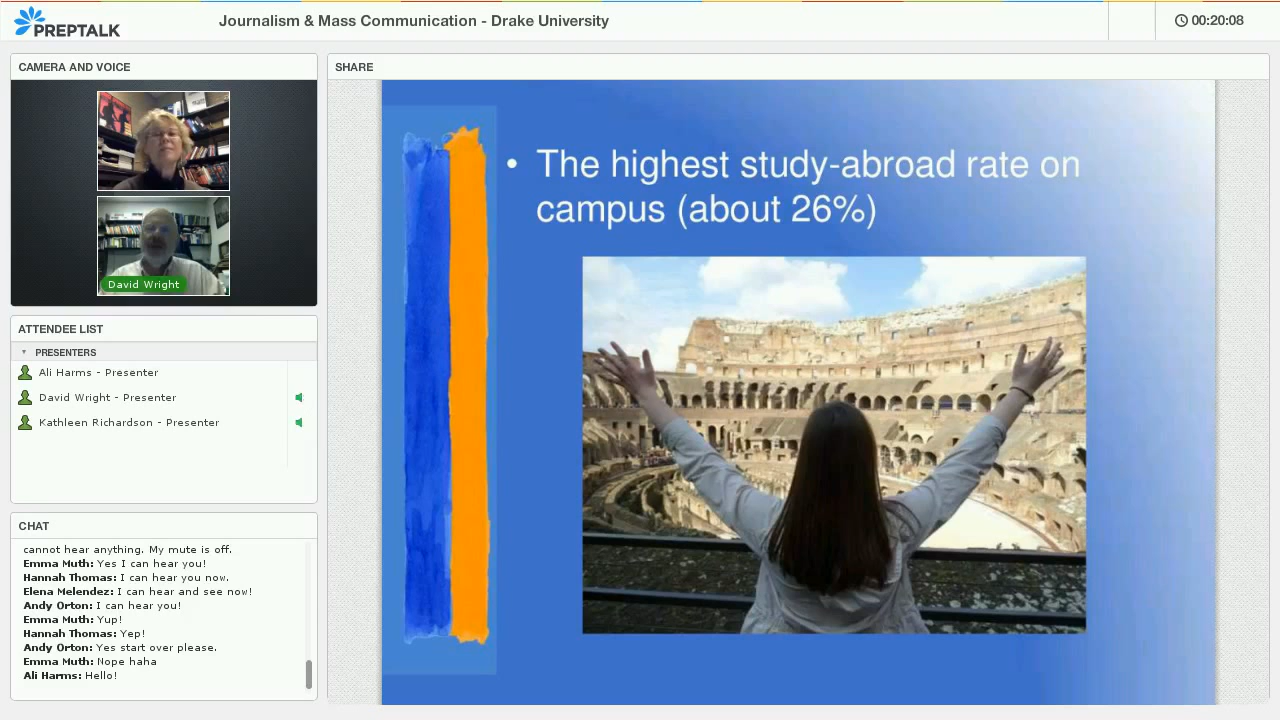 PREPTALK
Journalism & Mass Communication - Drake University
00:20:08
CAMERA AND VOICE
David Wright
ATTENDEE LIST
PRESENTERS
Ali Harms - Presenter
David Wright - Presenter
Kathleen Richardson - Presenter
CHAT
cannot hear anything. My mute is off.
Emma Muth: Yes I can hear you!
Hannah Thomas: I can hear you now.
Elena Melendez: I can hear and see now!
Andy Orton: I can hear you!
Emma Muth: Yup!
Hannah Thomas: Yep!
Andy Orton: Yes start over please.
Emma Muth: Nope haha
Ali Harms: Hello!
SHARE
• The highest study-abroad rate on
campus (about 26%)